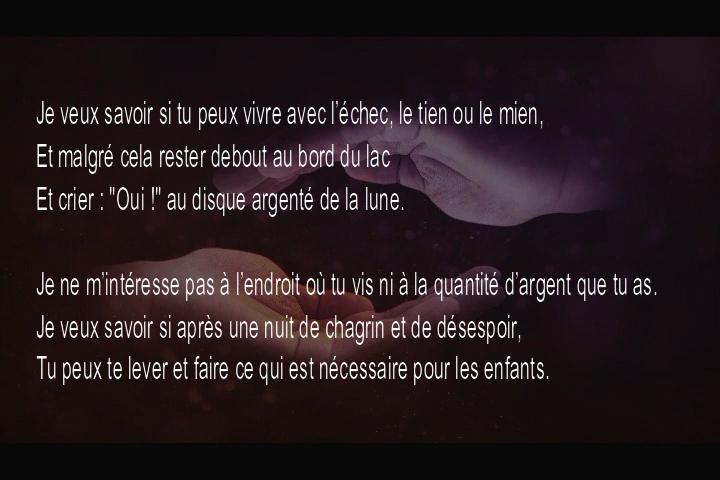 Je veux savoir si tu peux vivre avec l’échec, le tien ou le mien,
Et malgré cela rester debout au bord du lac
Et crier : "Oui !" au disque argenté de la lune.
Je ne m’intéresse pas à l’endroit où tu vis ni à la quantité d’argent que tu as.
Je veux savoir si après une nuit de chagrin et de désespoir,
Tu peux te lever et faire ce qui est nécessaire pour les enfants.